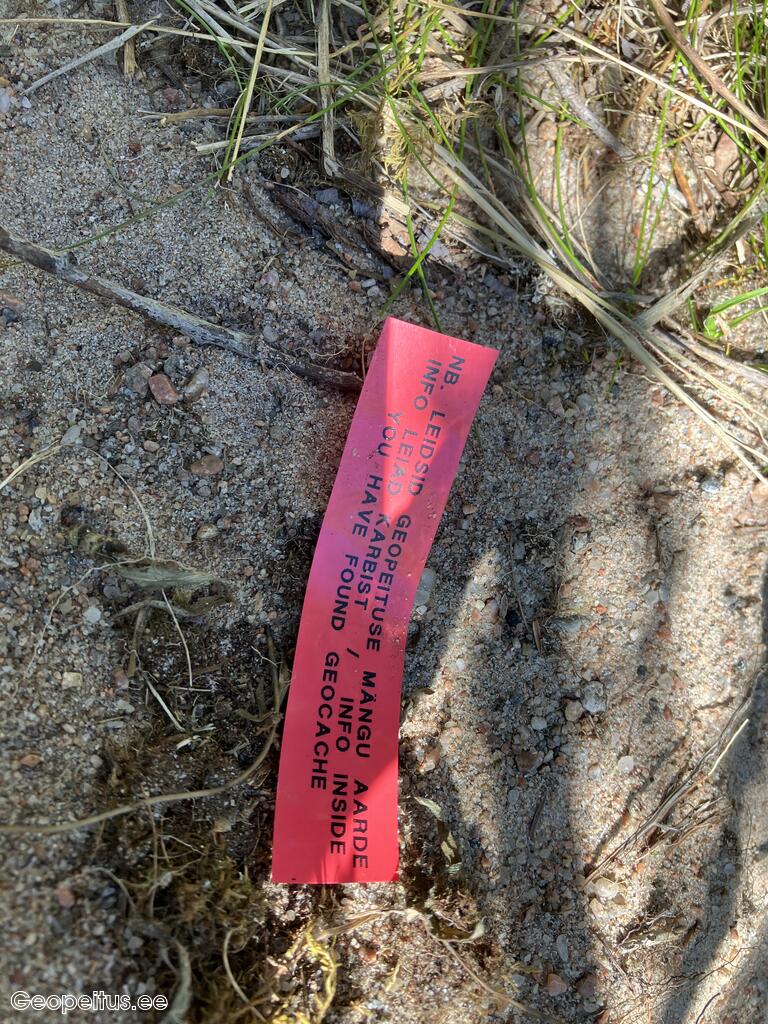 NB. LEIDSID GEOPEITUSE MÄNGU AARDE
INFO LEIAD KARBIST , INFO INSIDE
YOU HAVE FOUND GEOCACHE
Geopeitus.ee